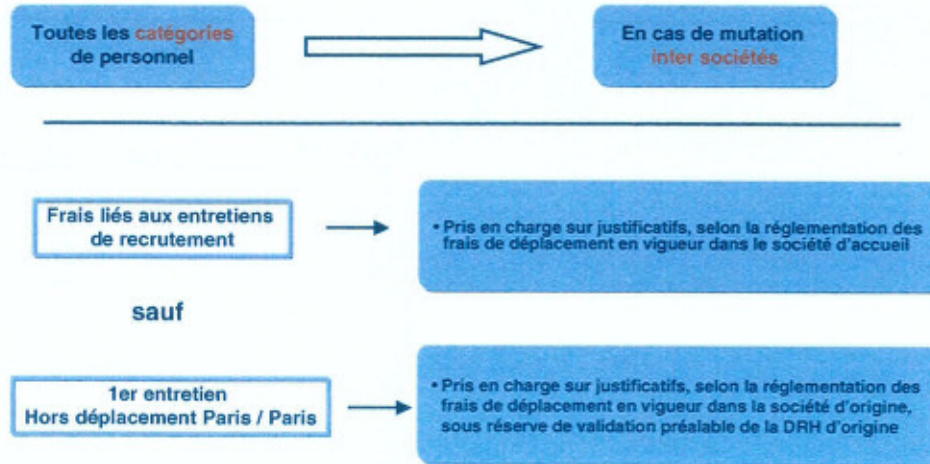 Toutes les catégories
de personnel
En cas de mutation
inter sociétés
Frais liés aux entretiens
de recrutement
• Pris en charge sur justificatifs, selon la réglementation des
frais de déplacement en vigueur dans le société d'accueil
sauf
1er entretien
Hors déplacement Paris / Paris
• Pris en charge sur justificatifs, selon la réglementation des
frais de déplacement en vigueur dans la société d'origine,
sous réserve de validation préalable de la DRH d'origine